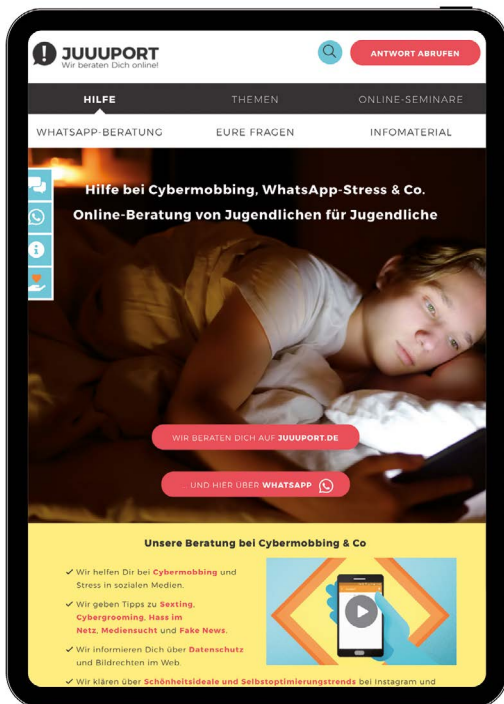 JUUUPORT
Wir beraten Dich online!
ANTWORT ABRUFEN
HILFE THEMEN ONLINE-SEMINARE
WHATSAPP-BERATUNG EURE FRAGEN INFOMATERIAL
Hilfe bei Cybermobbing, WhatsApp-Stress & Co.
Online-Beratung von Jugendlichen für Jugendliche
WIR BERATEN DICH AUF JUUUPORT.DE
... UND HIER ÜBER WHATSAPP
Unsere Beratung bei Cybermobbing & Co
✓ Wir helfen Dir bei Cybermobbing und
Stress in sozialen Medien.
✓ Wir geben Tipps zu Sexting,
Cybergrooming, Hass im
Netz, Mediensucht und Fake News.
✓ Wir informieren Dich über Datenschutz
und Bildrechten im Web.
✓ Wir klären über Schönheitsideale und Selbstoptimierungstrends bei Instagram und